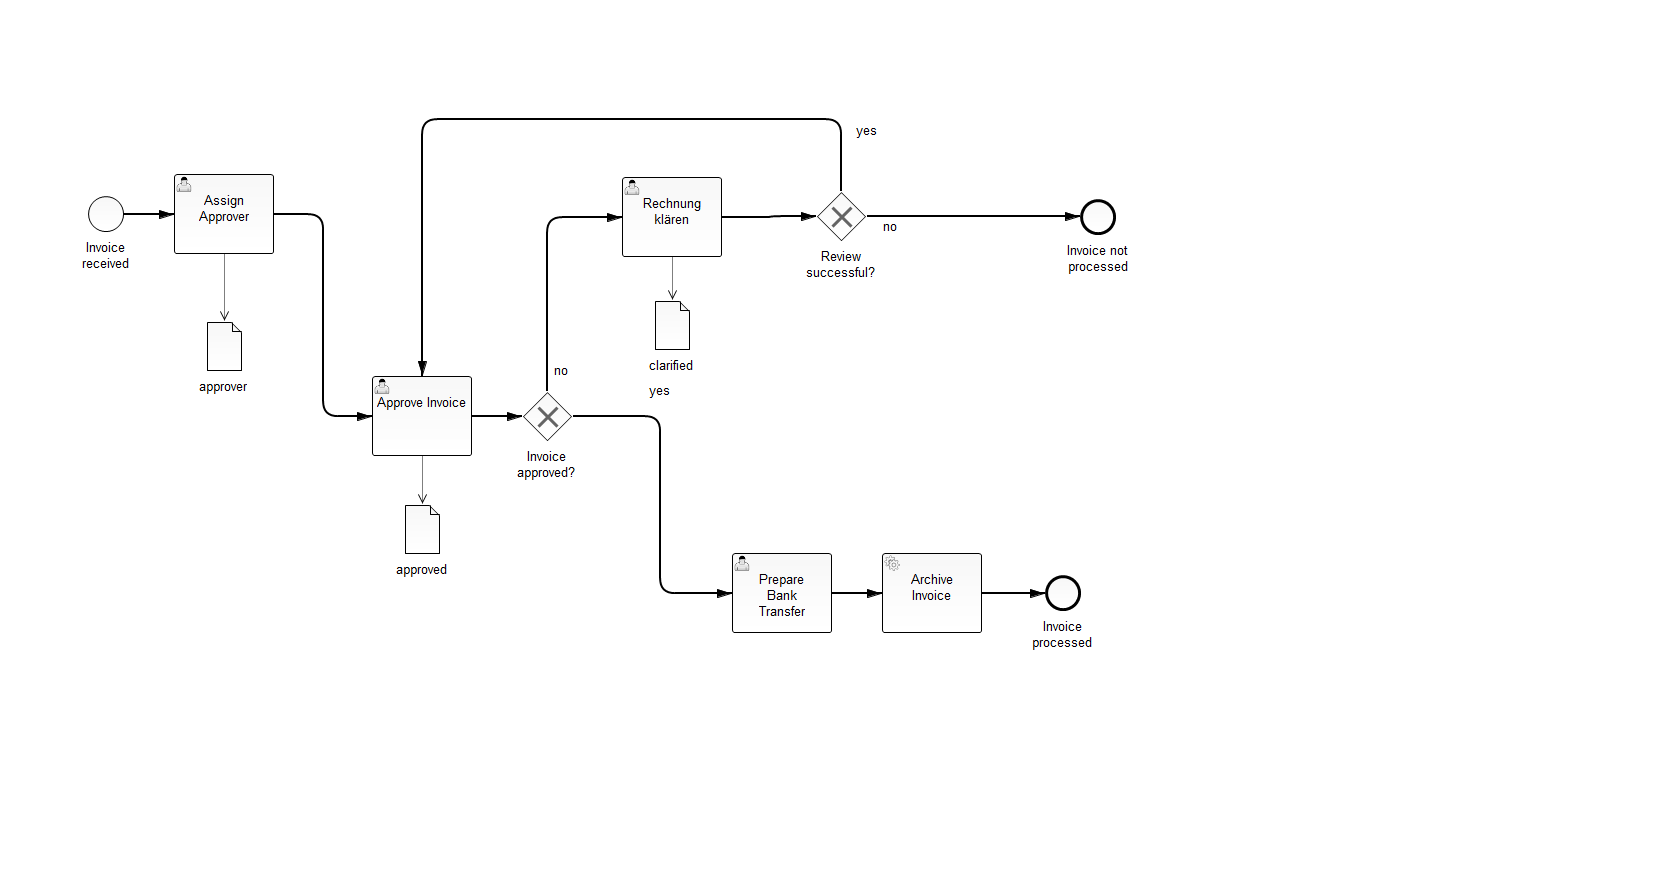 yes
Assign
Approver
Rechnung
klären
no
Invoice
received
Review
successful?
Invoice not
processed
clarified
approver
no
yes
Approve Invoice
Invoice
approved?
approved
Prepare
Bank
Transfer
Archive
Invoice
Invoice
processed